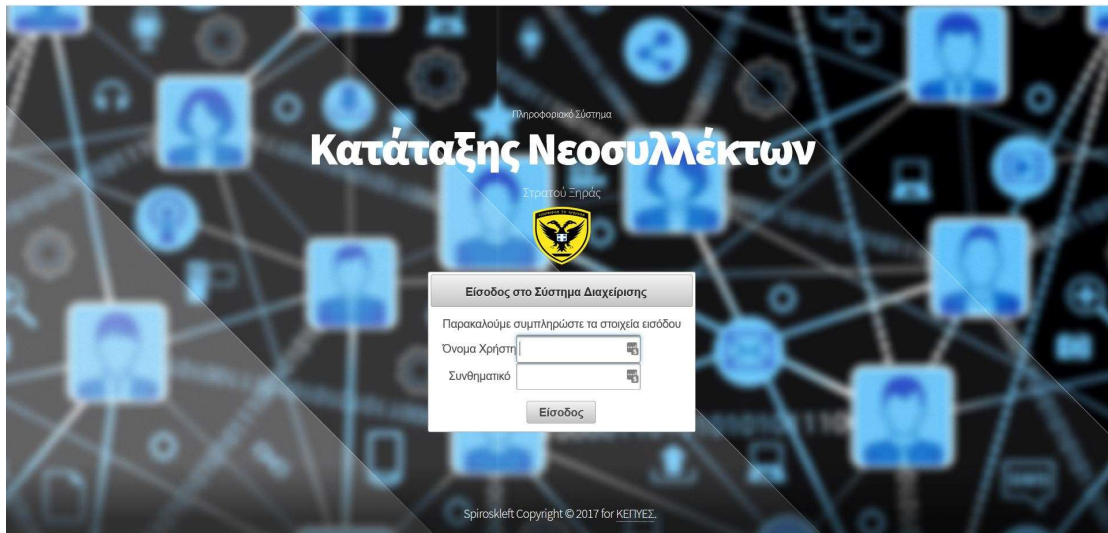 Πληροφοριακό Σύστημα
Κατάταξης Νεοσυλλέκτων
Στρατού Ξηράς
Είσοδος στο Σύστημα Διαχείρισης
Παρακαλούμε συμπληρώστε τα στοιχεία εισόδου
Όνομα Χρήστη
Συνθηματικό
Είσοδος
Spiroskleft Copyright © 2017 for ΚΕΠΥΕΣ.